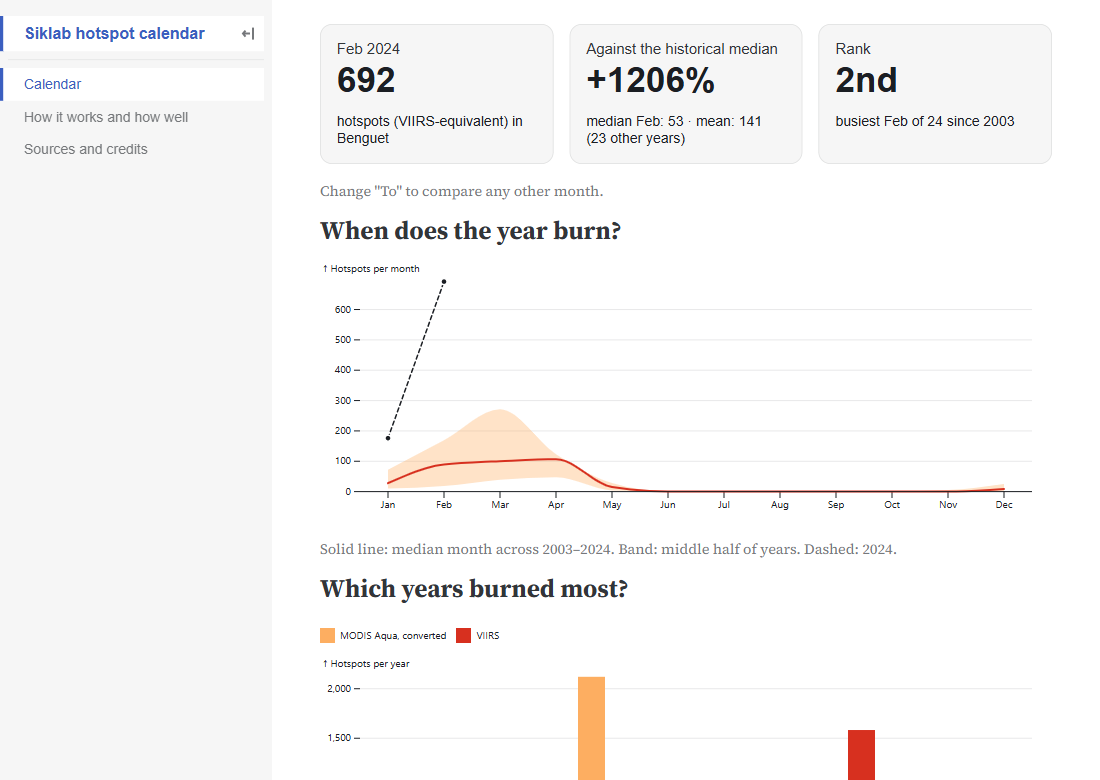 Siklab hotspot calendar
Calendar
How it works and how well
Sources and credits
Feb 2024
692
hotspots (VIIRS-equivalent) in
Benguet
Against the historical median
+1206%
median Feb: 53 · mean: 141
(23 other years)
Rank
2nd
busiest Feb of 24 since 2003
Change "To" to compare any other month.
When does the year burn?
↑ Hotspots per month
600
500
400
300
200
100
0
Jan Feb Mar Apr May Jun Jul Aug Sep Oct Nov Dec
Solid line: median month across 2003–2024. Band: middle half of years. Dashed: 2024.
Which years burned most?
MODIS Aqua, converted VIIRS
↑ Hotspots per year
2,000
1,500